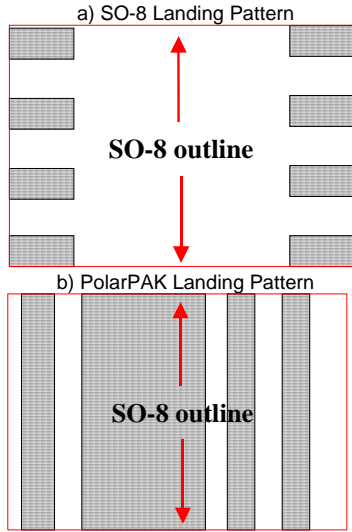 a) SO-8 Landing Pattern
SO-8 outline
b) PolarPAK Landing Pattern
SO-8 outline